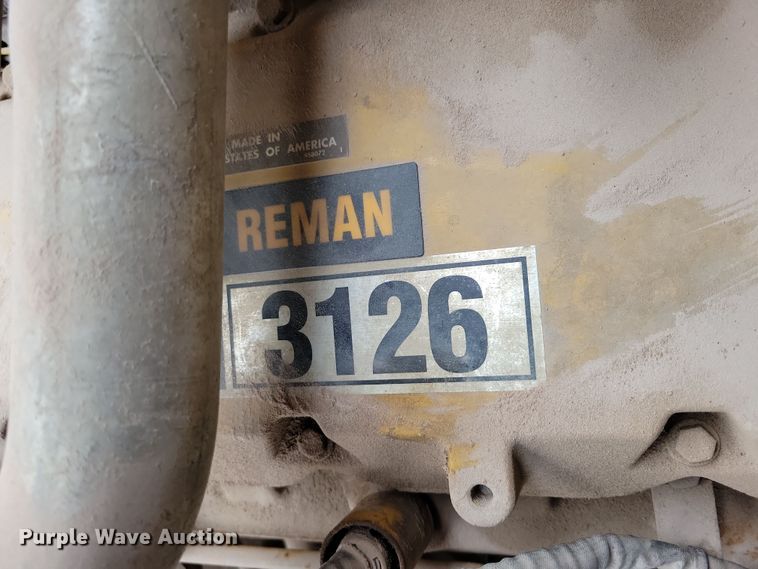 MADE IN
STATES OF AMERICA
REMAN
3126
Purple Wave Auction